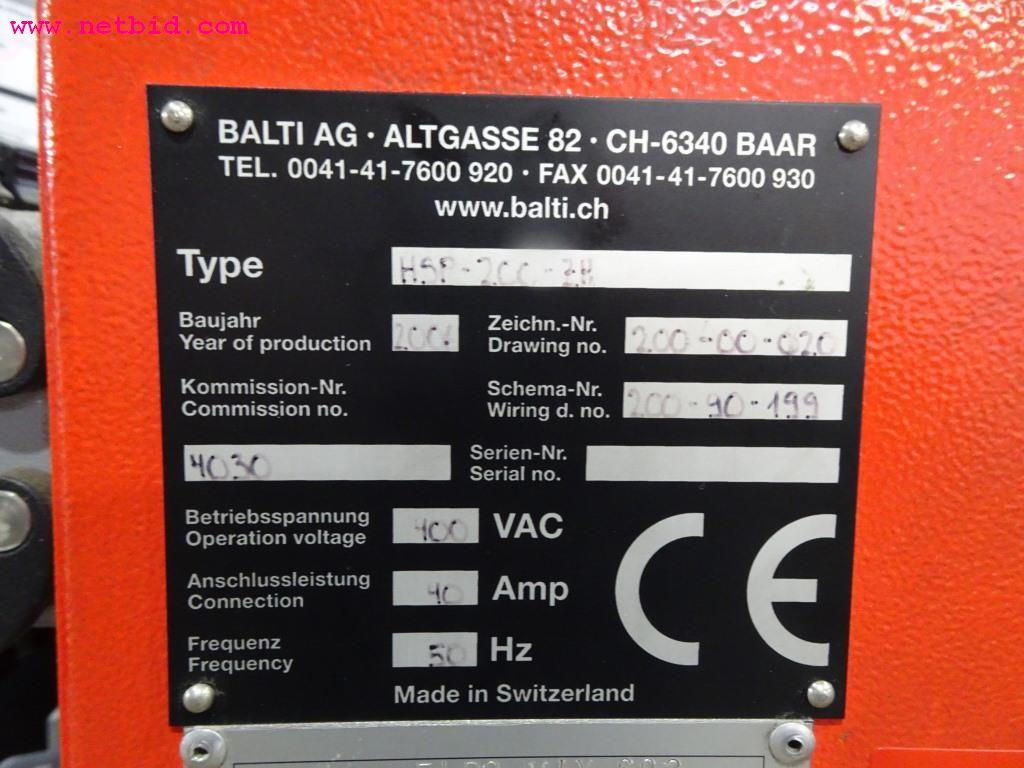 www.netbid.com
BALTI AG · ALTGASSE 82 · CH-6340 BAAR
TEL. 0041-41-7600 920 · FAX 0041-41-7600 930
www.balti.ch
Type HSP-200-2H
Baujahr
Year of production
Zeichn.-Nr.
Drawing no. 200-00-020
Kommission-Nr.
Commission no.
Schema-Nr.
Wiring d. no. 200-90-199
4030
Serien-Nr.
Serial no.
Betriebsspannung
Operation voltage 400 VAC
Anschlussleistung
Connection 40 Amp
Frequenz
Frequency 50 Hz
CE
Made in Switzerland